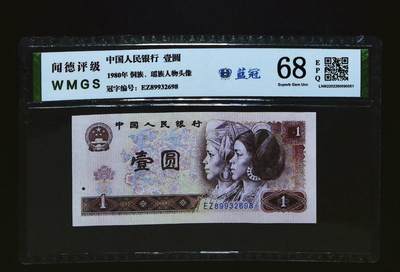 闻德评级
WMGS
中国人民银行 壹圆
1980年 侗族、瑶族人物头像
冠字编号: EZ89932698
蓝冠
68
EPQ
Superb Gem Unc
中国人民银行
壹圆
1
1
EZ89932698